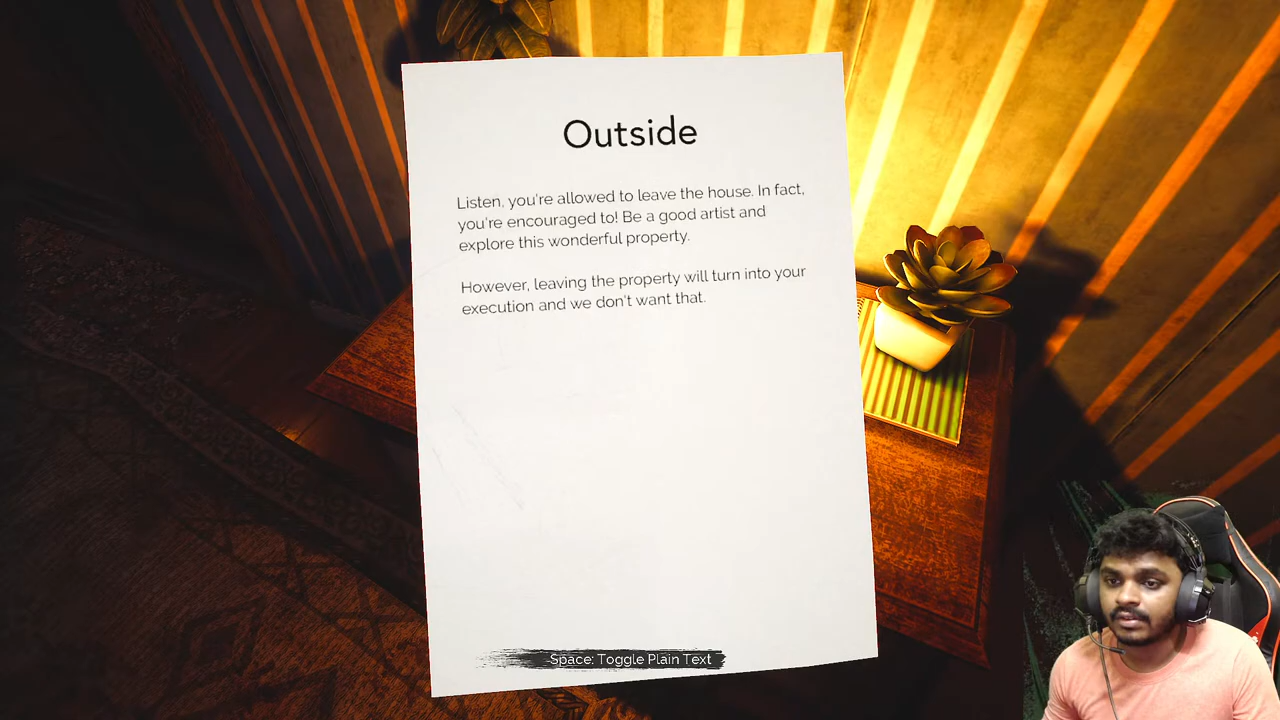 Outside
Listen, you're allowed to leave the house. In fact,
you're encouraged to! Be a good artist and
explore this wonderful property.
However, leaving the property will turn into your
execution and we don't want that.
Space: Toggle Plain Text